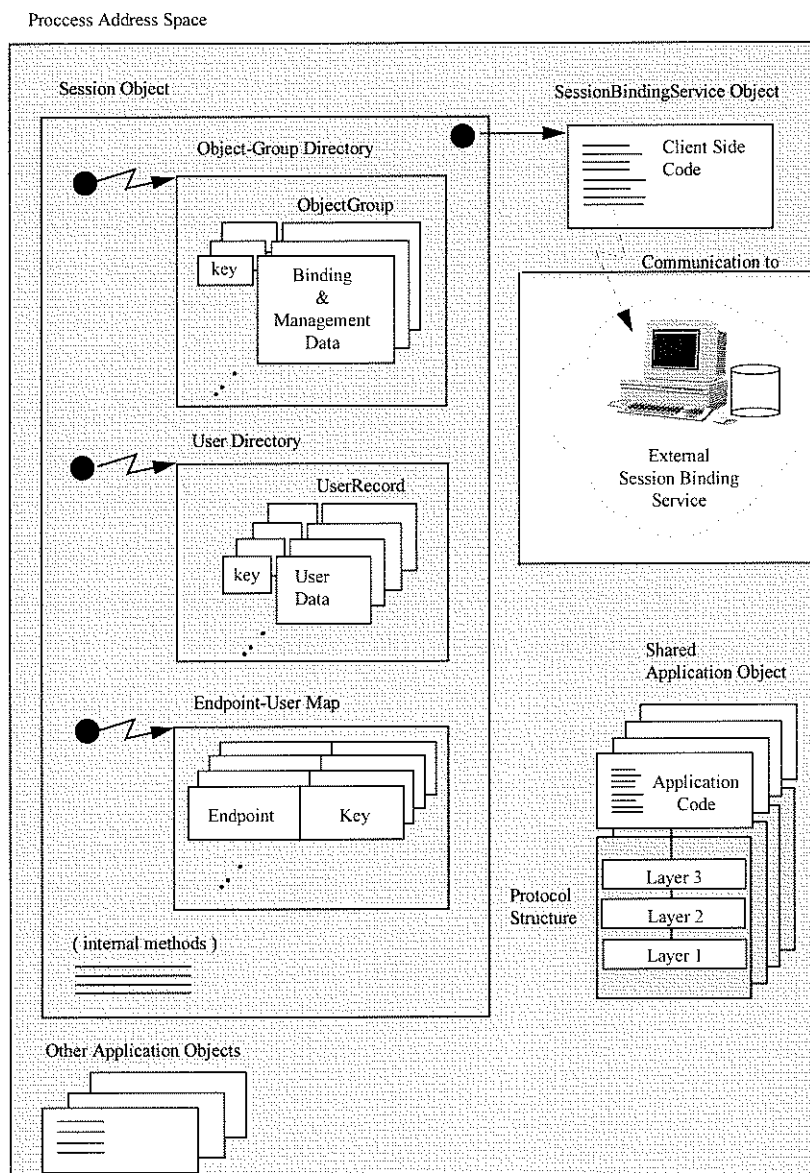 Proccess Address Space
Session Object
SessionBindingService Object
Object-Group Directory
Client Side
Code
ObjectGroup
key
Binding
&
Management
Data
Communication to
External
Session Binding
Service
User Directory
UserRecord
key
User
Data
Shared
Application Object
Endpoint-User Map
Application
Code
Endpoint
Key
Protocol
Structure
Layer 3
Layer 2
Layer 1
( internal methods )
Other Application Objects